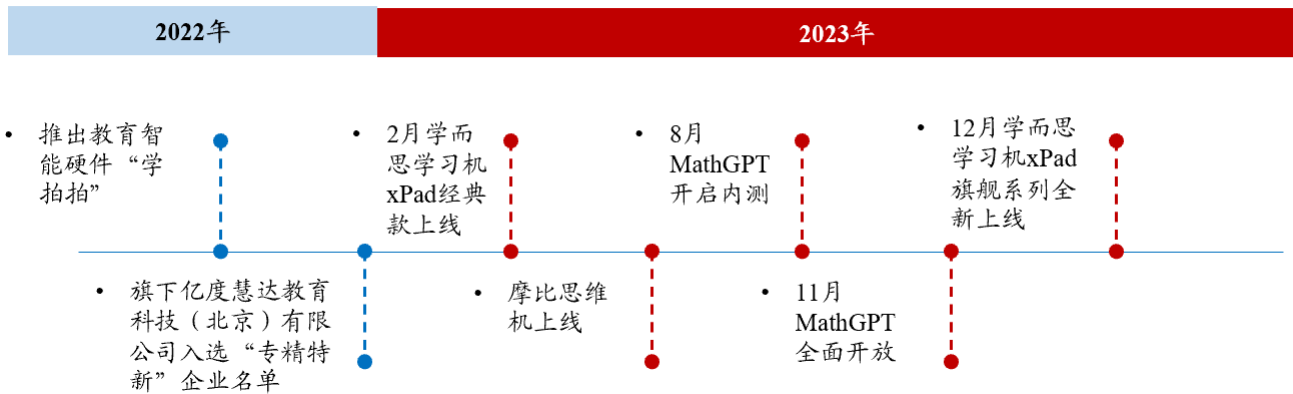 2022年
2023年
• 推出教育智
能硬件“学
拍拍”
• 2月学而
思学习机
xPad经典
款上线
• 8月
MathGPT
开启内测
• 12月学而思
学习机xPad
旗舰系列全
新上线
• 旗下亿度慧达教育
科技（北京）有限
公司入选“专精特
新”企业名单
• 摩比思维
机上线
• 11月
MathGPT
全面开放